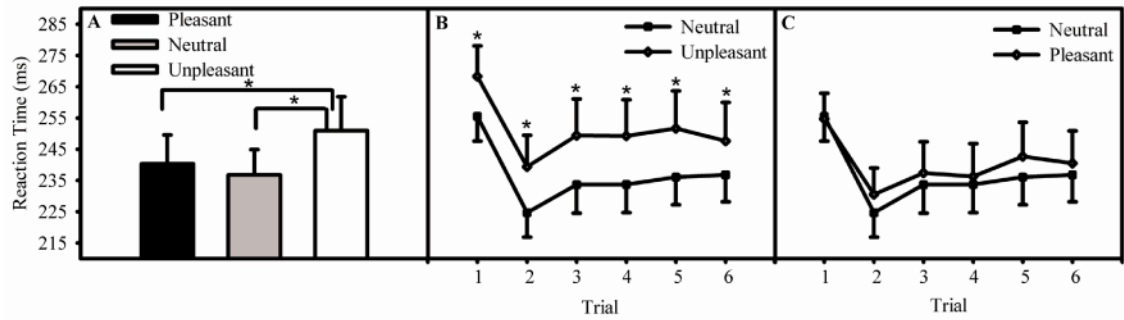 A
Pleasant
Neutral
Unpleasant
*
*
Reaction Time (ms)
285
275
265
255
245
235
225
215
B
Neutral
Unpleasant
*
*
*
*
*
*
1 2 3 4 5 6
Trial
C
Neutral
Pleasant
1 2 3 4 5 6
Trial